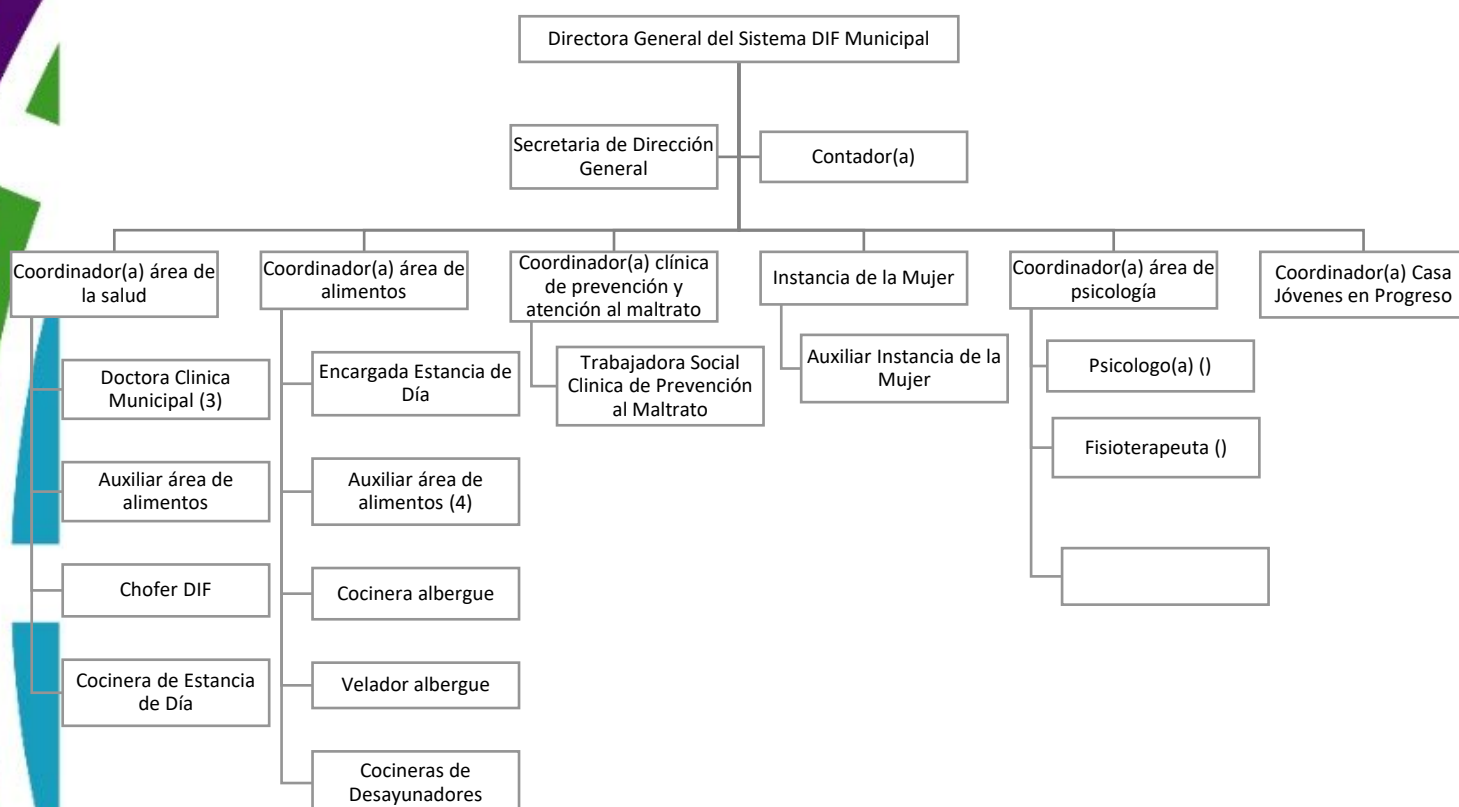 Directora General del Sistema DIF Municipal
Secretaria de Dirección
General
Contador(a)
Coordinador(a) área de
la salud
Coordinador(a) área de
alimentos
Coordinador(a) clínica
de prevención y
atención al maltrato
Instancia de la Mujer
Coordinador(a) área de
psicología
Coordinador(a) Casa
Jóvenes en Progreso
Doctora Clinica
Municipal (3)
Auxiliar área de
alimentos
Chofer DIF
Cocinera de Estancia
de Día
Encargada Estancia de
Día
Auxiliar área de
alimentos (4)
Cocinera albergue
Velador albergue
Cocineras de
Desayunadores
Trabajadora Social
Clinica de Prevención
al Maltrato
Auxiliar Instancia de la
Mujer
Psicologo(a) ()
Fisioterapeuta ()